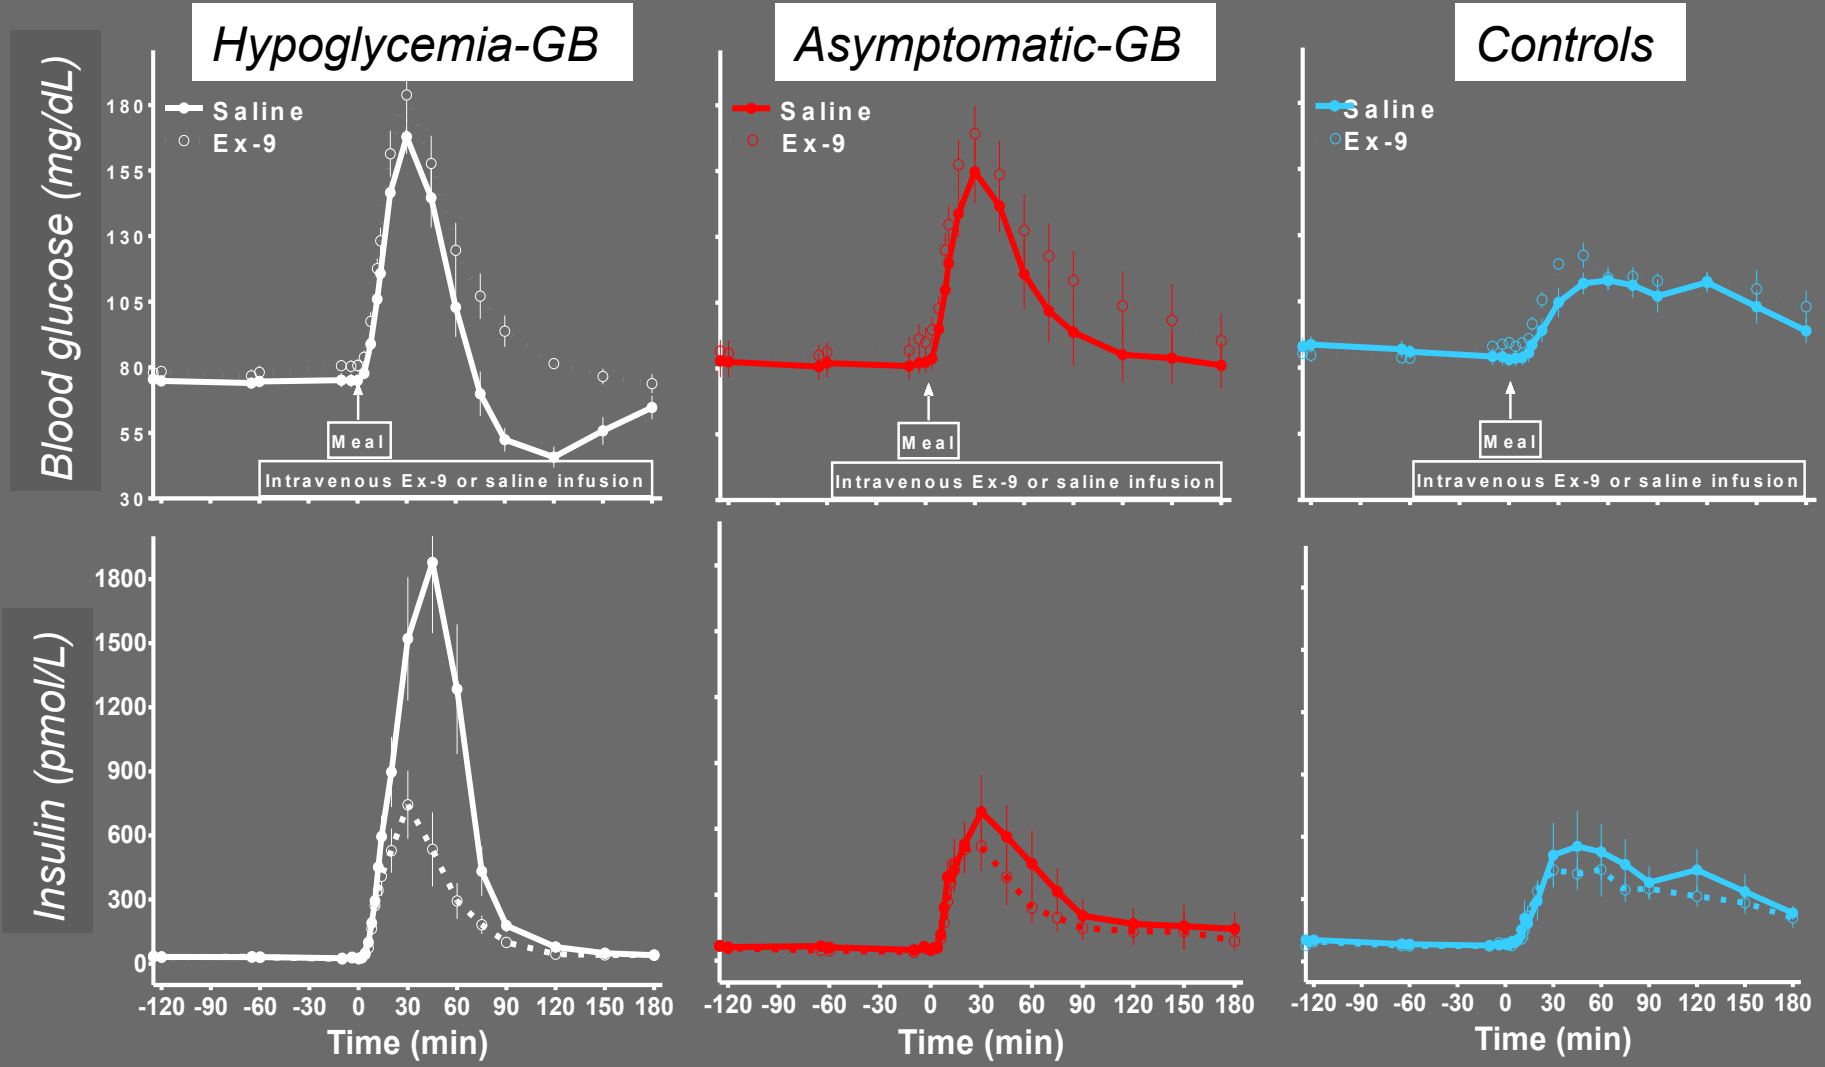 Hypoglycemia-GB
Asymptomatic-GB
Controls
Blood glucose (mg/dL)
180
155
130
105
80
55
30
Saline
Ex-9
Meal
Intravenous Ex-9 or saline infusion
Saline
Ex-9
Meal
Intravenous Ex-9 or saline infusion
Saline
Ex-9
Meal
Intravenous Ex-9 or saline infusion
Insulin (pmol/L)
1800
1500
1200
900
600
300
0
-120 -90 -60 -30 0 30 60 90 120 150 180
Time (min)
-120 -90 -60 -30 0 30 60 90 120 150 180
Time (min)
-120 -90 -60 -30 0 30 60 90 120 150 180
Time (min)